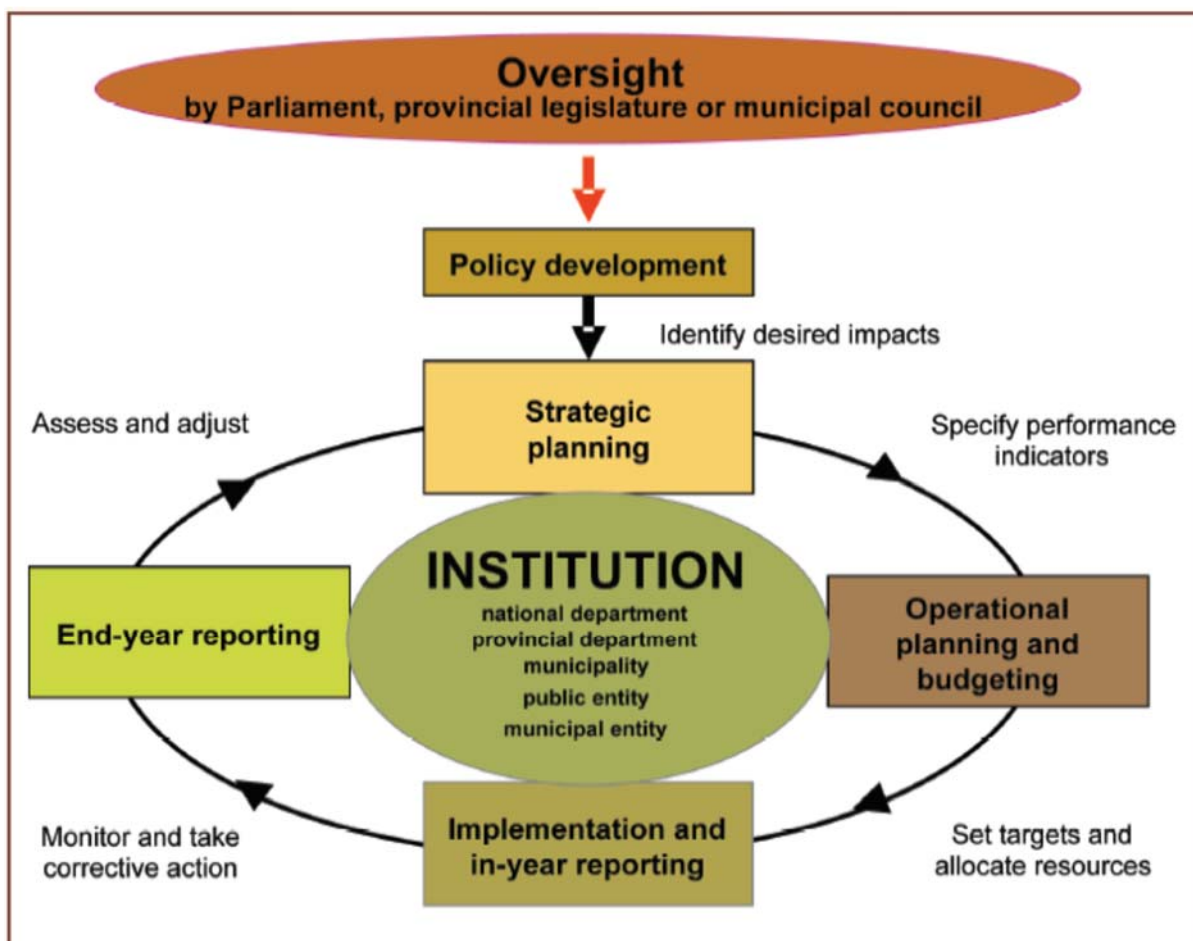 Oversight
by Parliament, provincial legislature or municipal council
Policy development
Identify desired impacts
Strategic
planning
Assess and adjust
Specify performance
indicators
INSTITUTION
national department
provincial department
municipality
public entity
municipal entity
End-year reporting
Operational
planning and
budgeting
Implementation and
in-year reporting
Monitor and take
corrective action
Set targets and
allocate resources